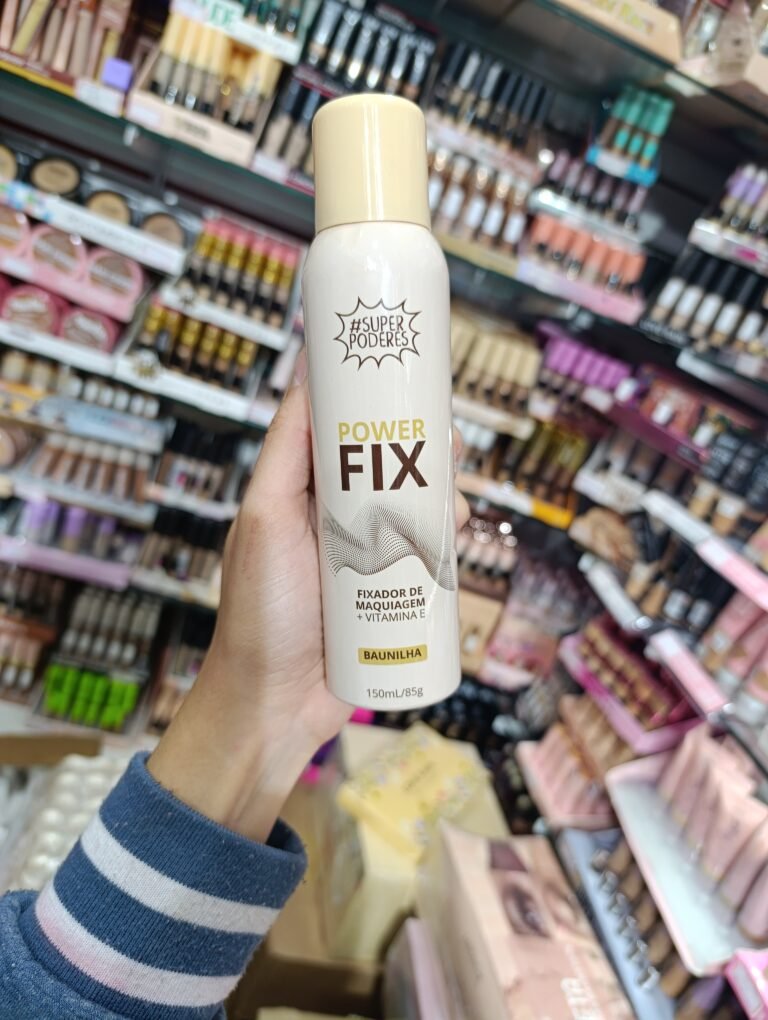 #SUPER
PODERES
POWER
FIX
FIXADOR DE
MAQUIAGEM
+ VITAMINA E
BAUNILHA
150mL/85g